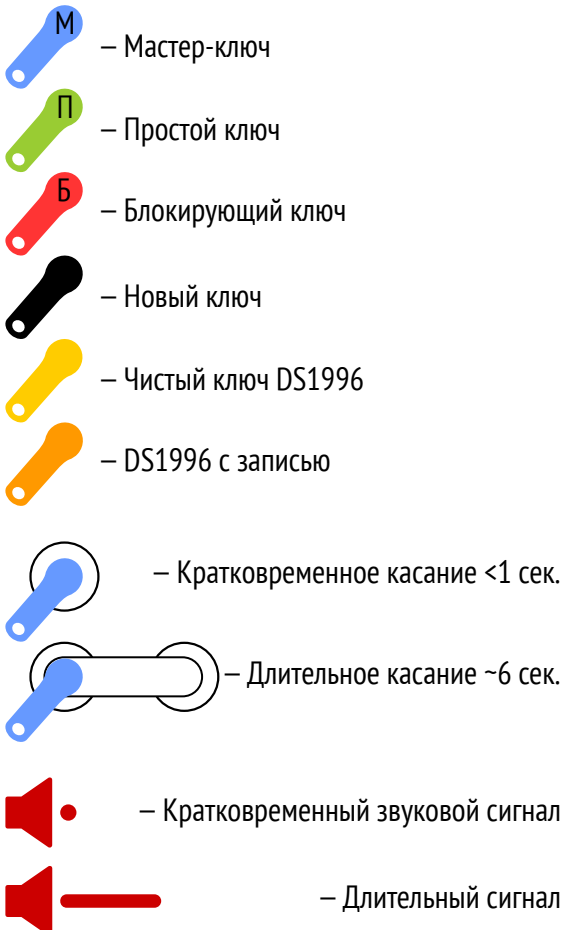 М
– Мастер-ключ
П
– Простой ключ
Б
– Блокирующий ключ
– Новый ключ
– Чистый ключ DS1996
– DS1996 с записью
– Кратковременное касание <1 сек.
– Длительное касание ~6 сек.
– Кратковременный звуковой сигнал
– Длительный сигнал